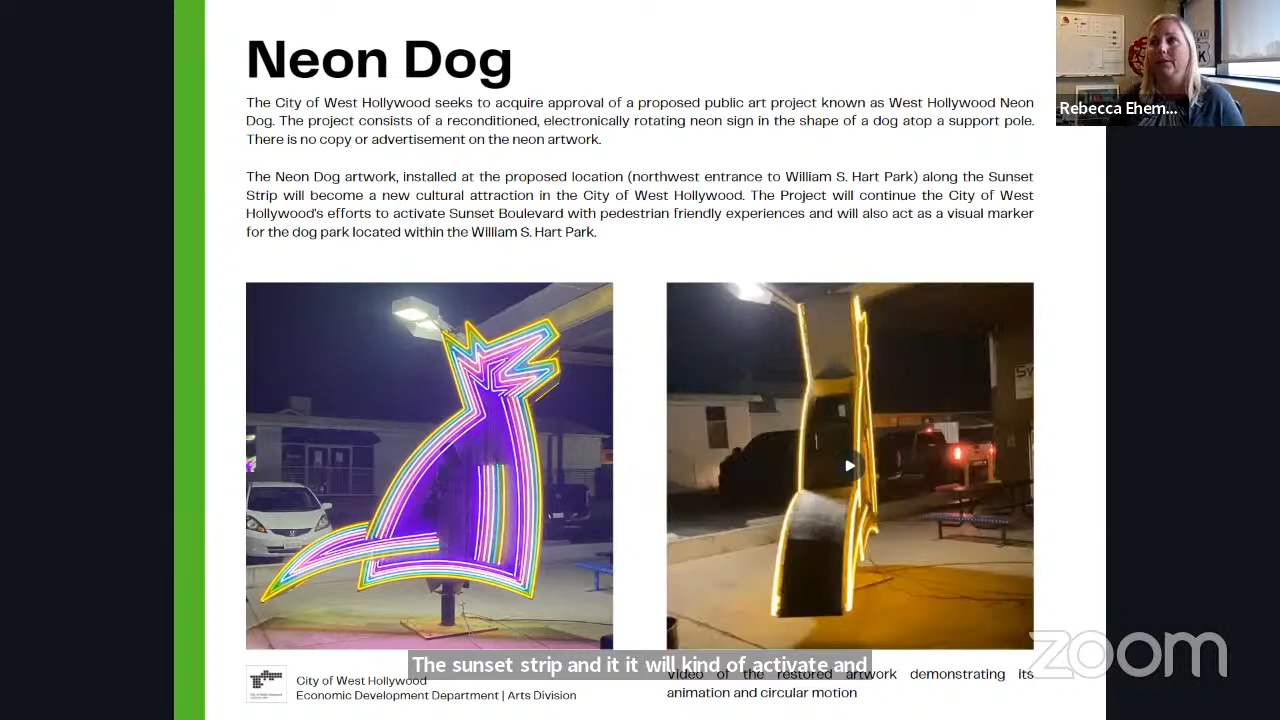 Neon Dog
The City of West Hollywood seeks to acquire approval of a proposed public art project known as West Hollywood Neon
Dog. The project consists of a reconditioned, electronically rotating neon sign in the shape of a dog atop a support pole.
There is no copy or advertisement on the neon artwork.
The Neon Dog artwork, installed at the proposed location (northwest entrance to William S. Hart Park) along the Sunset
Strip will become a new cultural attraction in the City of West Hollywood. The Project will continue the City of West
Hollywood's efforts to activate Sunset Boulevard with pedestrian friendly experiences and will also act as a visual marker
for the dog park located within the William S. Hart Park.
Rebecca Ehem...
The sunset strip and it it will kind of activate and
City of West Hollywood
Economic Development Department | Arts Division
Video of the restored artwork demonstrating its
animation and circular motion
zoom